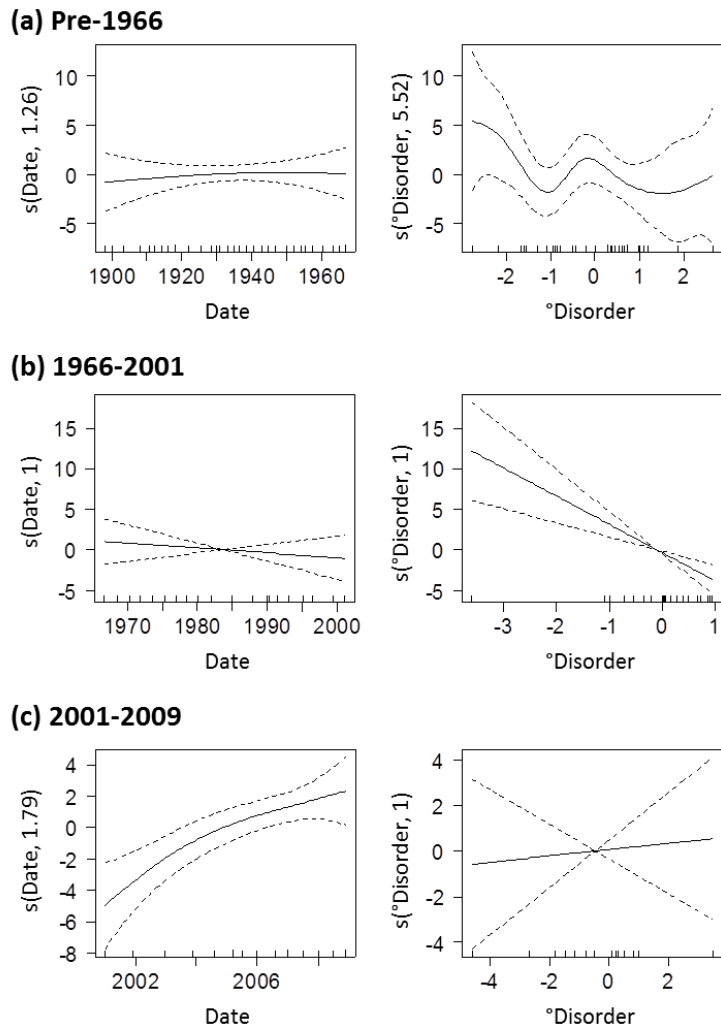 (a) Pre-1966
s(Date, 1.26)
10
5
0
-5
1900 1920 1940 1960
Date
s(°Disorder, 5.52)
10
5
0
-5
-2 -1 0 1 2
°Disorder
(b) 1966-2001
s(Date, 1)
15
10
5
0
-5
1970 1980 1990 2000
Date
s(°Disorder, 1)
15
10
5
0
-5
-3 -2 -1 0 1
°Disorder
(c) 2001-2009
s(Date, 1.79)
4
2
0
-2
-4
-6
-8
2002 2006
Date
s(°Disorder, 1)
4
2
0
-2
-4
-4 -2 0 2
°Disorder